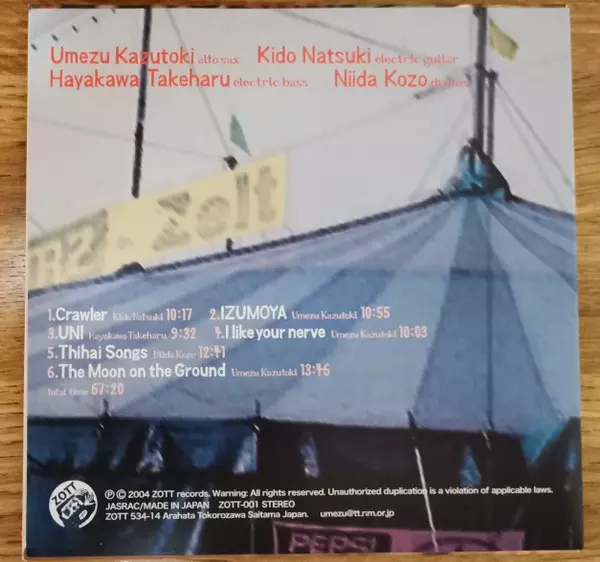 Umezu Kazutoki alto sax Kido Natsuki electric guitar
Hayakawa Takeharu electric bass Niida Kozo drums
Zelt
1.Crawler Kido Natsuki 10:17 2.IZUMOYA Umezu Kazutoki 10:55
3.UNI Hayakawa Takeharu 9:32 4.I like your nerve Umezu Kazutoki 10:03
5.Thihai Songs Niida Kozo 12:41
6.The Moon on the Ground Umezu Kazutoki 13:46
total time 67:20
ZOTT
℗ © 2004 ZOTT records. Warning: All rights reserved. Unauthorized duplication is a violation of applicable laws.
JASRAC/MADE IN JAPAN ZOTT-001 STEREO
ZOTT 534-14 Arahata Tokorozawa Saitama Japan. umezu@tt.rim.or.jp
PEPSI